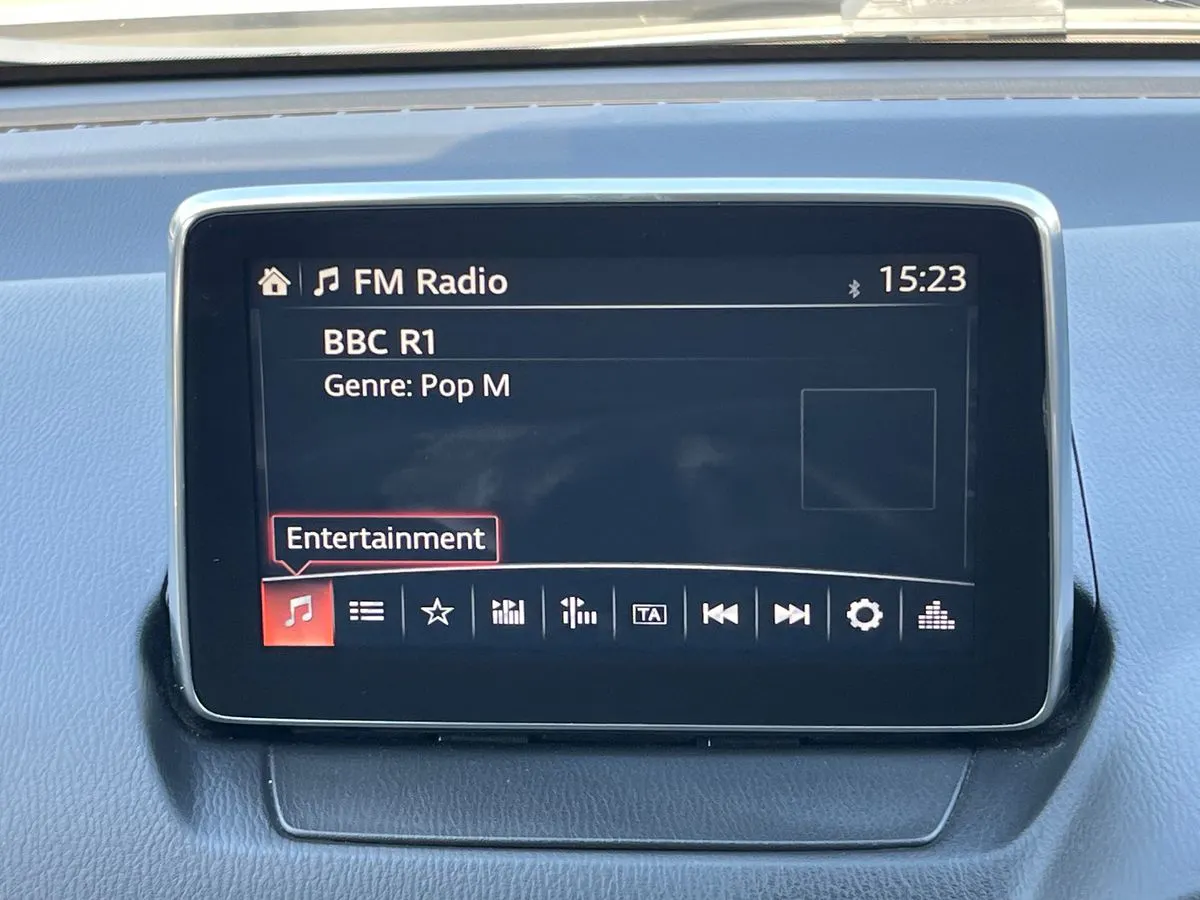 FM Radio 15:23
BBC R1
Genre: Pop M
Entertainment
TA